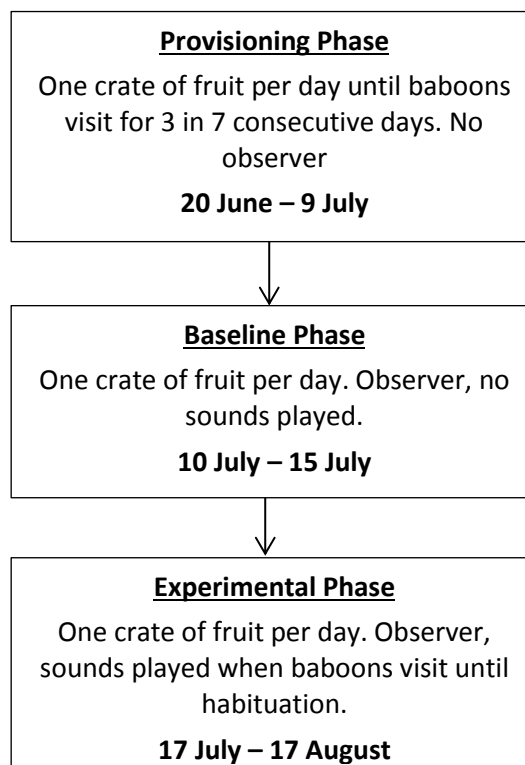 Provisioning Phase
One crate of fruit per day until baboons
visit for 3 in 7 consecutive days. No
observer
20 June – 9 July
Baseline Phase
One crate of fruit per day. Observer, no
sounds played.
10 July – 15 July
Experimental Phase
One crate of fruit per day. Observer,
sounds played when baboons visit until
habituation.
17 July – 17 August